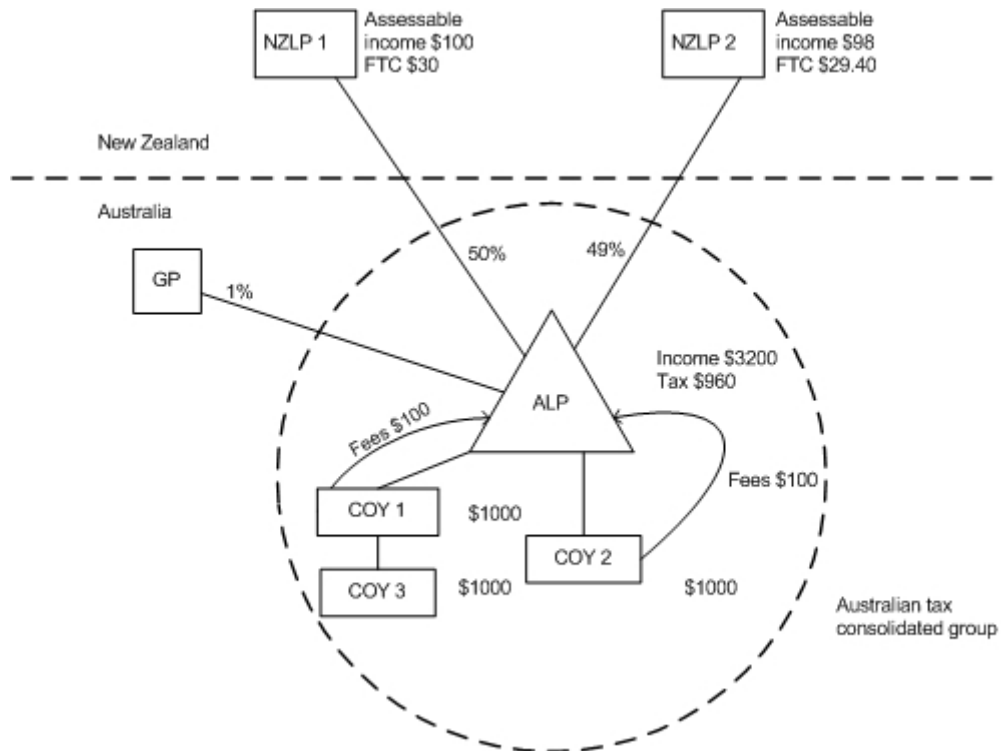 NZLP 1
Assessable
income $100
FTC $30
NZLP 2
Assessable
income $98
FTC $29.40
New Zealand
Australia
GP
1%
50%
49%
ALP
Income $3200
Tax $960
Fees $100
Fees $100
COY 1
$1000
COY 2
$1000
COY 3
$1000
Australian tax
consolidated group